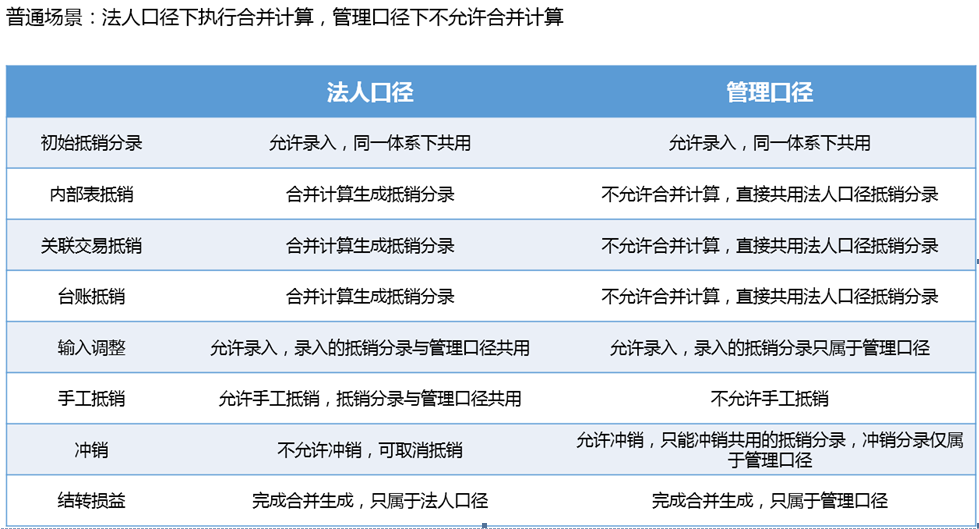 普通场景：法人口径下执行合并计算，管理口径下不允许合并计算
法人口径 管理口径
初始抵销分录 允许录入，同一体系下共用 允许录入，同一体系下共用
内部表抵销 合并计算生成抵销分录 不允许合并计算，直接共用法人口径抵销分录
关联交易抵销 合并计算生成抵销分录 不允许合并计算，直接共用法人口径抵销分录
台账抵销 合并计算生成抵销分录 不允许合并计算，直接共用法人口径抵销分录
输入调整 允许录入，录入的抵销分录与管理口径共用 允许录入，录入的抵销分录只属于管理口径
手工抵销 允许手工抵销，抵销分录与管理口径共用 不允许手工抵销
冲销 不允许冲销，可取消抵销 允许冲销，只能冲销共用的抵销分录，冲销分录仅属
于管理口径
结转损益 完成合并生成，只属于法人口径 完成合并生成，只属于管理口径